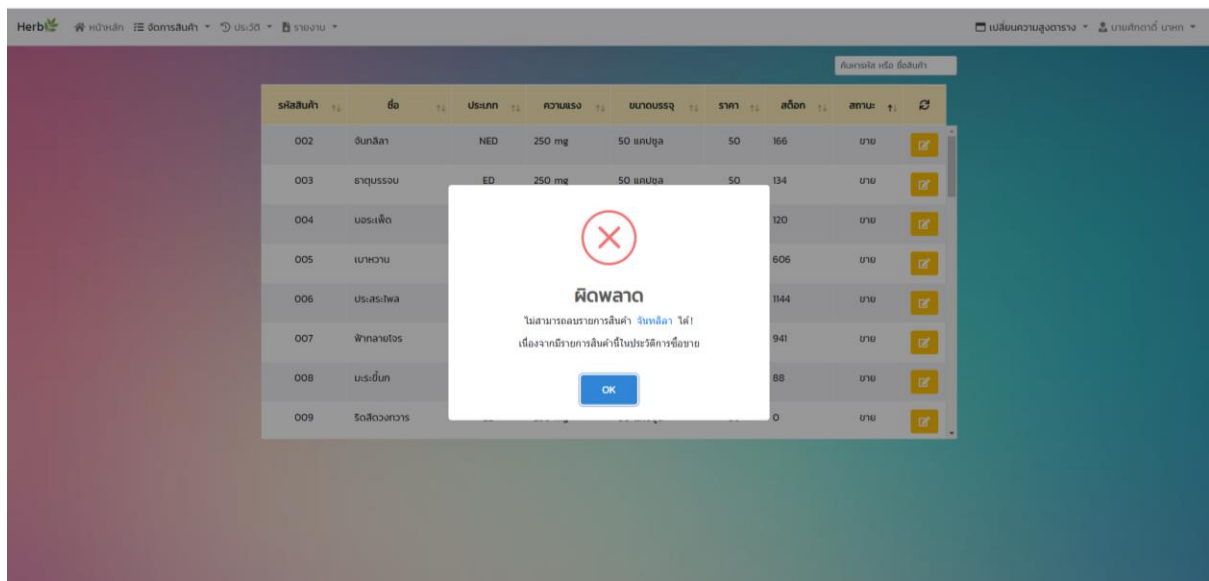 Herb หน้าหลัก จัดการสินค้า ประวัติ รายงาน เปลี่ยนความสูงตาราง
ค้นหารหัส หรือ ชื่อสินค้า
รหัสสินค้า ชื่อ ประเภท ความแรง ขนาดบรรจุ ราคา สต๊อก สถานะ
002 จันทลีลา NED 250 mg 50 แคปซูล 50 166 ขาย
003 ธาตุบรรจบ ED 250 mg 50 แคปซูล 50 134 ขาย
004 บอระเพ็ด 120 ขาย
005 เบาหวาน 606 ขาย
006 ประสะไพล 1144 ขาย
007 ฟ้าทลายโจร 941 ขาย
008 มะระขี้นก 88 ขาย
009 ริดสีดวงทวาร 0 ขาย
ผิดพลาด
ไม่สามารถลบรายการสินค้า จันทลีลา ได้!
เนื่องจากมีรายการสินค้านี้ในประวัติการซื้อขาย
OK